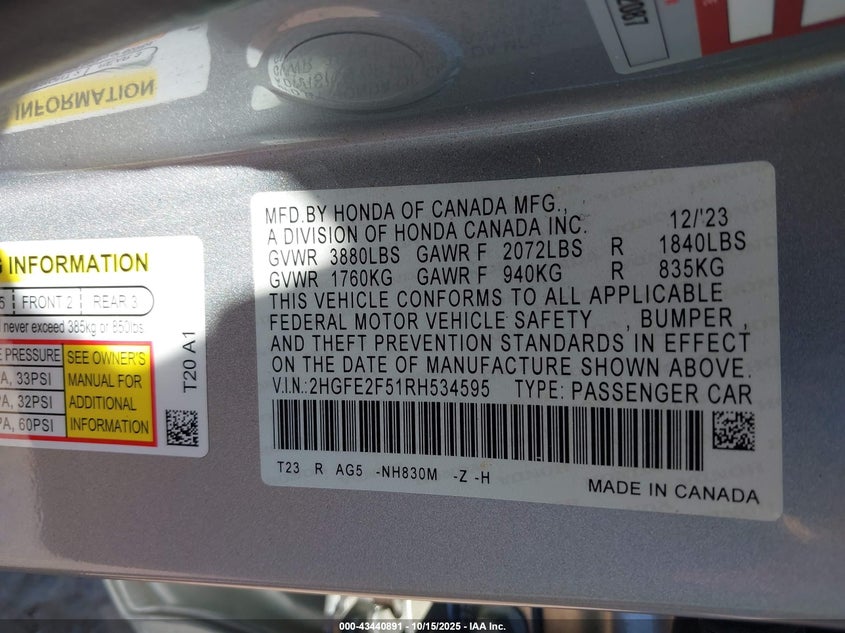 20867
INFORMATION
MFD.BY HONDA OF CANADA MFG.,
A DIVISION OF HONDA CANADA INC. 12/'23
GVWR 3880LBS GAWR F 2072LBS R 1840LBS
GVWR 1760KG GAWR F 940KG R 835KG
THIS VEHICLE CONFORMS TO ALL APPLICABLE
FEDERAL MOTOR VEHICLE SAFETY , BUMPER ,
AND THEFT PREVENTION STANDARDS IN EFFECT
ON THE DATE OF MANUFACTURE SHOWN ABOVE.
V.I.N.:2HGFE2F51RH534595 TYPE: PASSENGER CAR
T23 R AG5 -NH830M -Z -H
MADE IN CANADA
INFORMATION
5 FRONT 2 REAR 3
never exceed 385kg or 850lbs
E PRESSURE
A, 33PSI
A, 32PSI
PA, 60PSI
SEE OWNER'S
MANUAL FOR
ADDITIONAL
INFORMATION
T20 A1
000-43440891 - 10/15/2025 - IAA Inc.